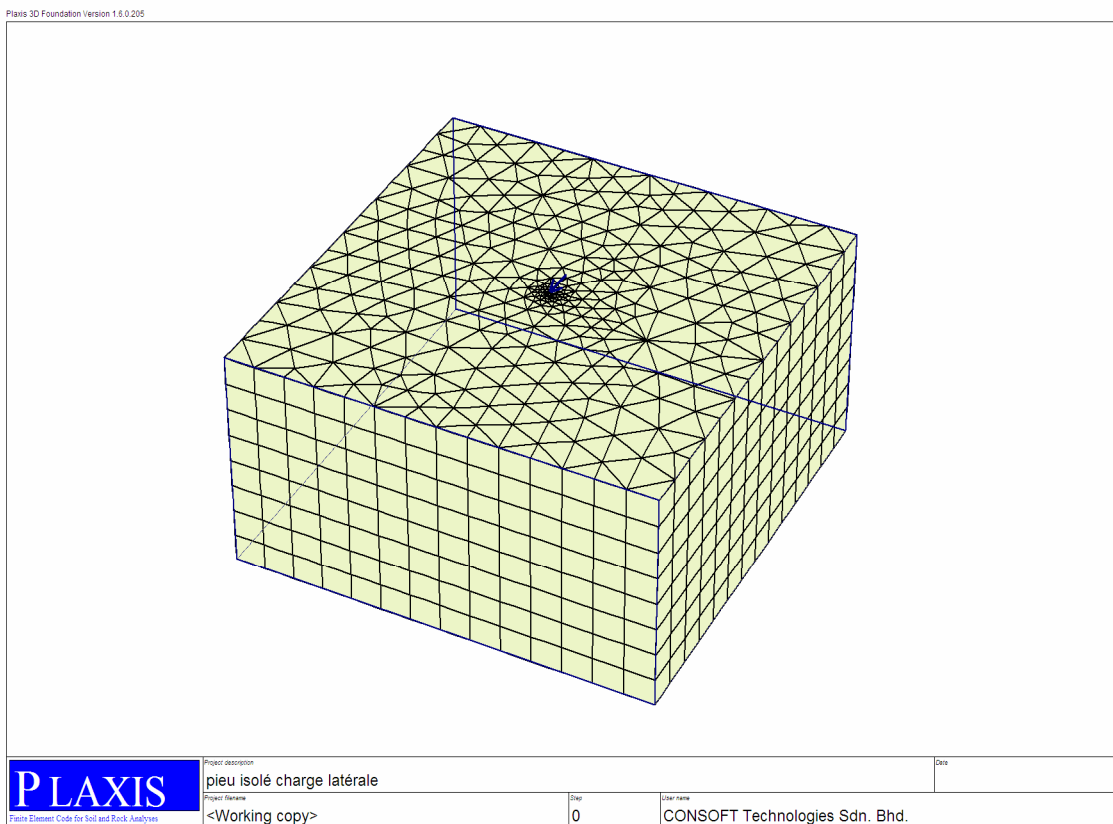 Plaxis 3D Foundation Version 1.6.0.205
Project description
pieu isolé charge latérale
Date
PLAXIS
Finite Element Code for Soil and Rock Analyses
Project filename
<Working copy>
Step
0
User name
CONSOFT Technologies Sdn. Bhd.